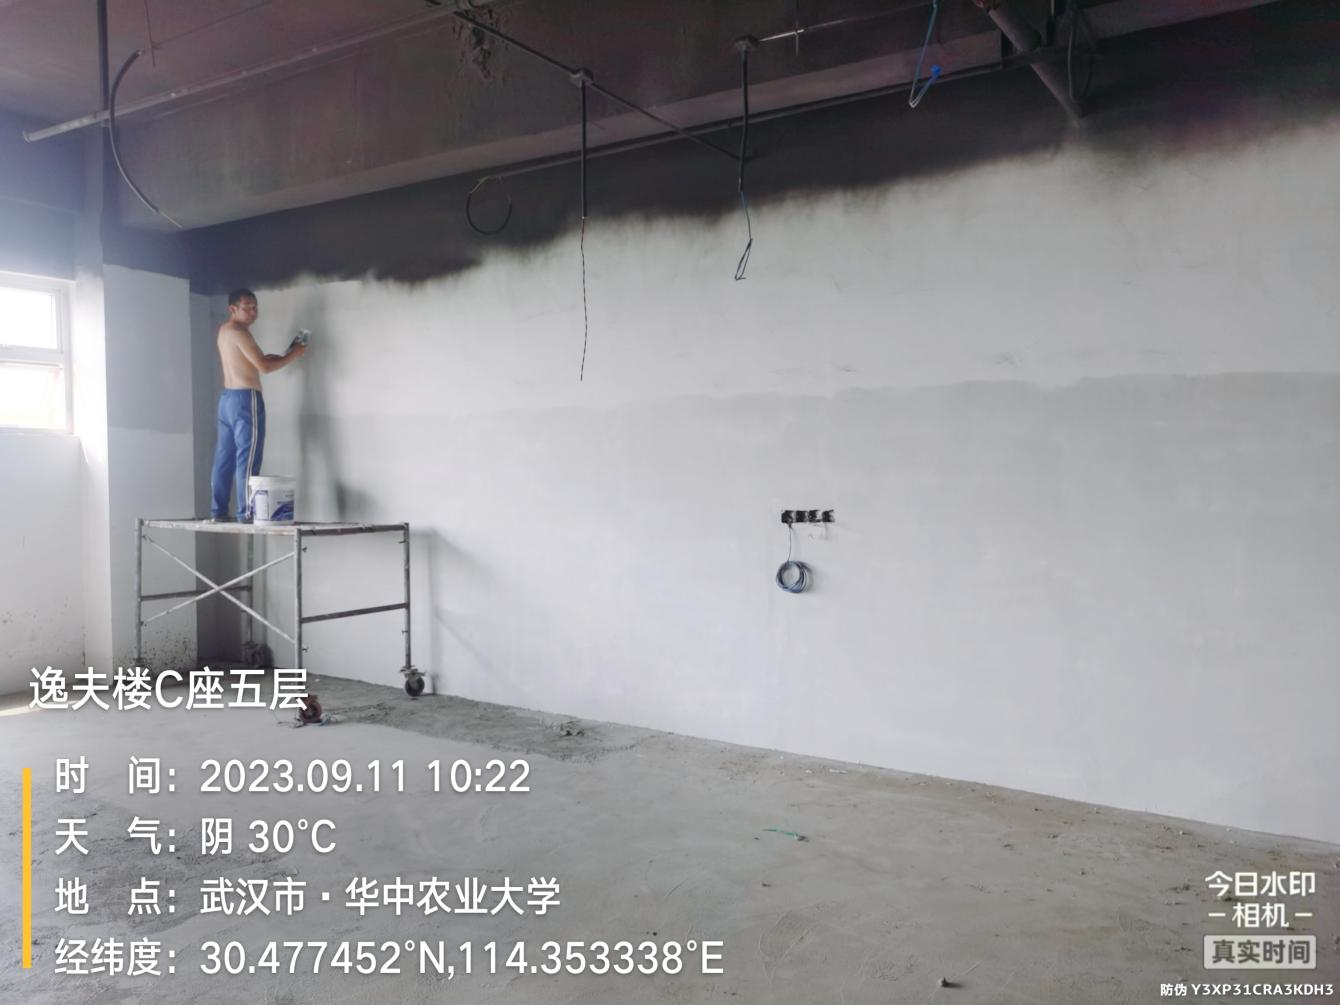 逸夫楼C座五层
时 间：2023.09.11 10:22
天 气：阴 30°C
地 点：武汉市·华中农业大学
经纬度：30.477452°N,114.353338°E
今日水印
-相机-
真实时间
防伪 Y3XP31CRA3KDH3